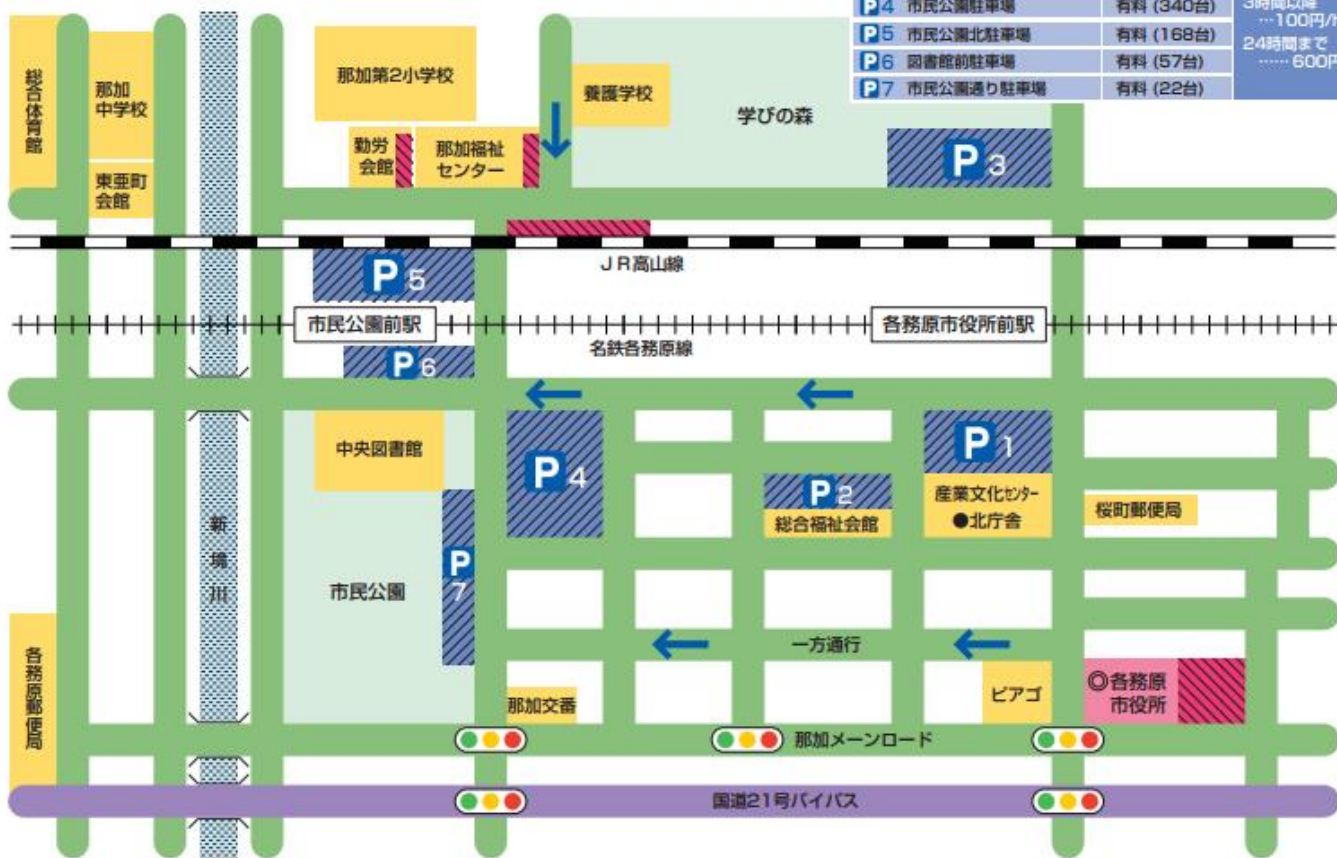 P4 市民公園駐車場 有料 (340台)
3時間以降
…100円/h
P5 市民公園北駐車場 有料 (168台)
24時間まで
……600円
P6 図書館前駐車場 有料 (57台)
P7 市民公園通り駐車場 有料 (22台)
総合体育館
那加
中学校
東亜町
会館
那加第2小学校
勤労
会館
那加福祉
センター
養護学校
学びの森
P3
JR高山線
P5
市民公園前駅
各務原市役所前駅
名鉄各務原線
P6
中央図書館
P4
P2
総合福祉会館
P1
産業文化センター
●北庁舎
桜町郵便局
新境川
市民公園
P7
一方通行
各務原郵便局
那加交番
ピアゴ
◎各務原
市役所
那加メーンロード
国道21号バイパス